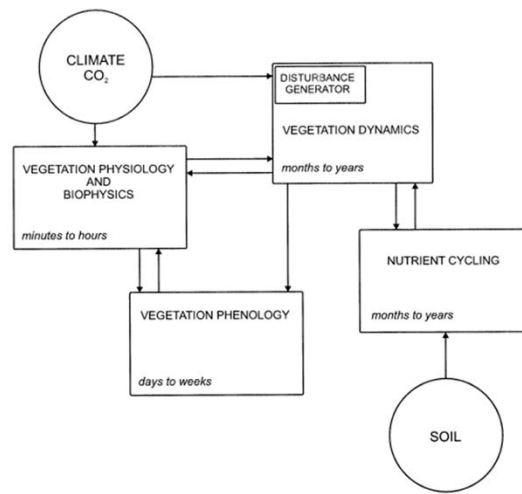 CLIMATE
CO₂
DISTURBANCE
GENERATOR
VEGETATION DYNAMICS
months to years
VEGETATION PHYSIOLOGY
AND
BIOPHYSICS
minutes to hours
NUTRIENT CYCLING
months to years
VEGETATION PHENOLOGY
days to weeks
SOIL